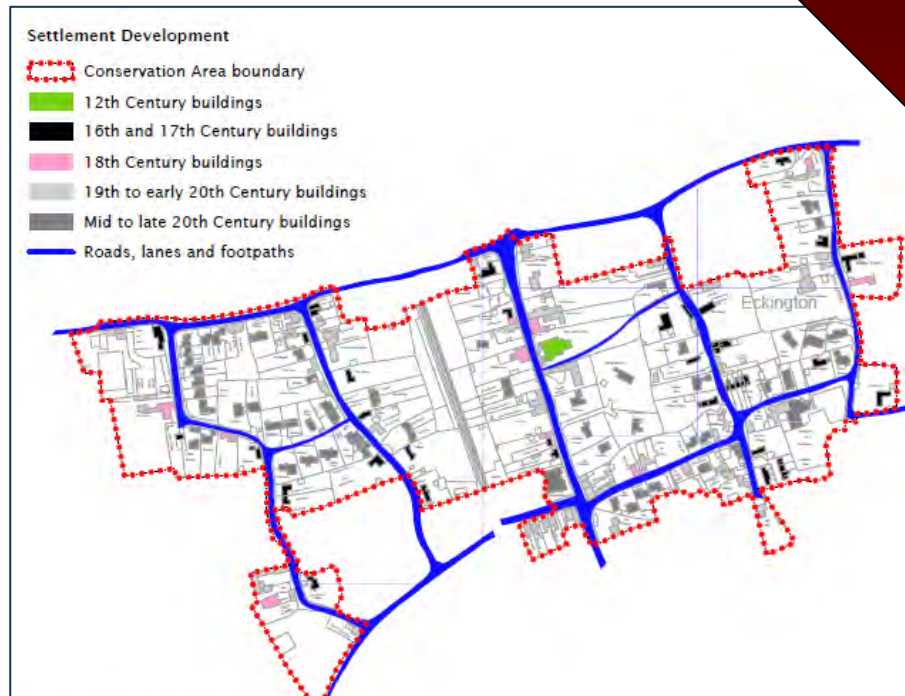 Settlement Development
Conservation Area boundary
12th Century buildings
16th and 17th Century buildings
18th Century buildings
19th to early 20th Century buildings
Mid to late 20th Century buildings
Roads, lanes and footpaths
Eckington